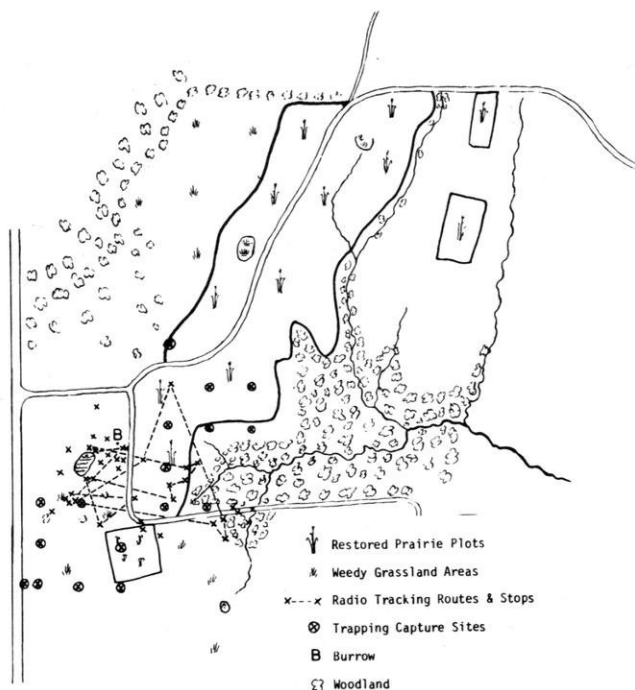 B
Restored Prairie Plots
Weedy Grassland Areas
Radio Tracking Routes & Stops
Trapping Capture Sites
B Burrow
Woodland